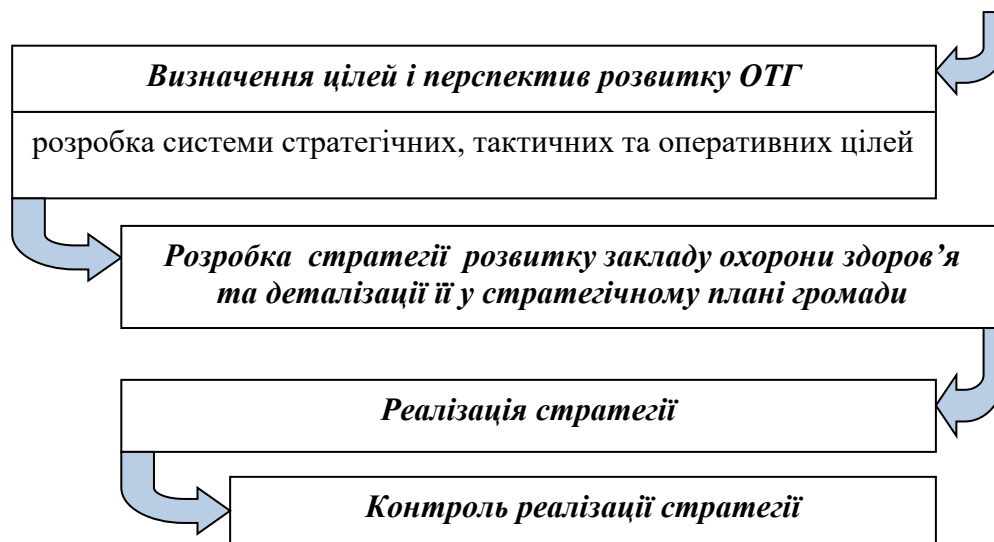 Визначення цілей і перспектив розвитку ОТГ
розробка системи стратегічних, тактичних та оперативних цілей
Розробка стратегії розвитку закладу охорони здоров’я
та деталізації її у стратегічному плані громади
Реалізація стратегії
Контроль реалізації стратегії